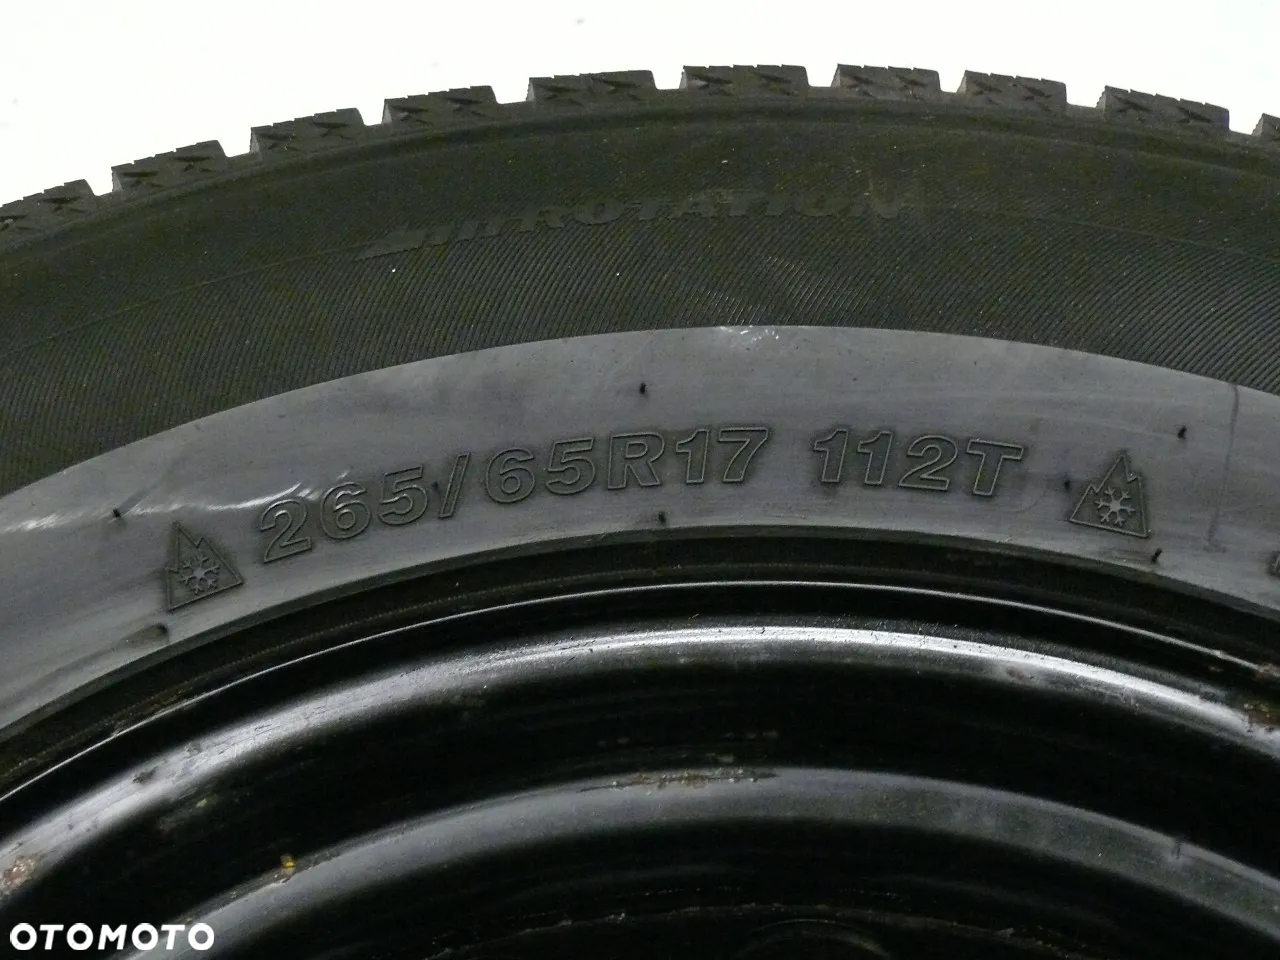 ROTATION
265/65R17 112T
OTOMOTO